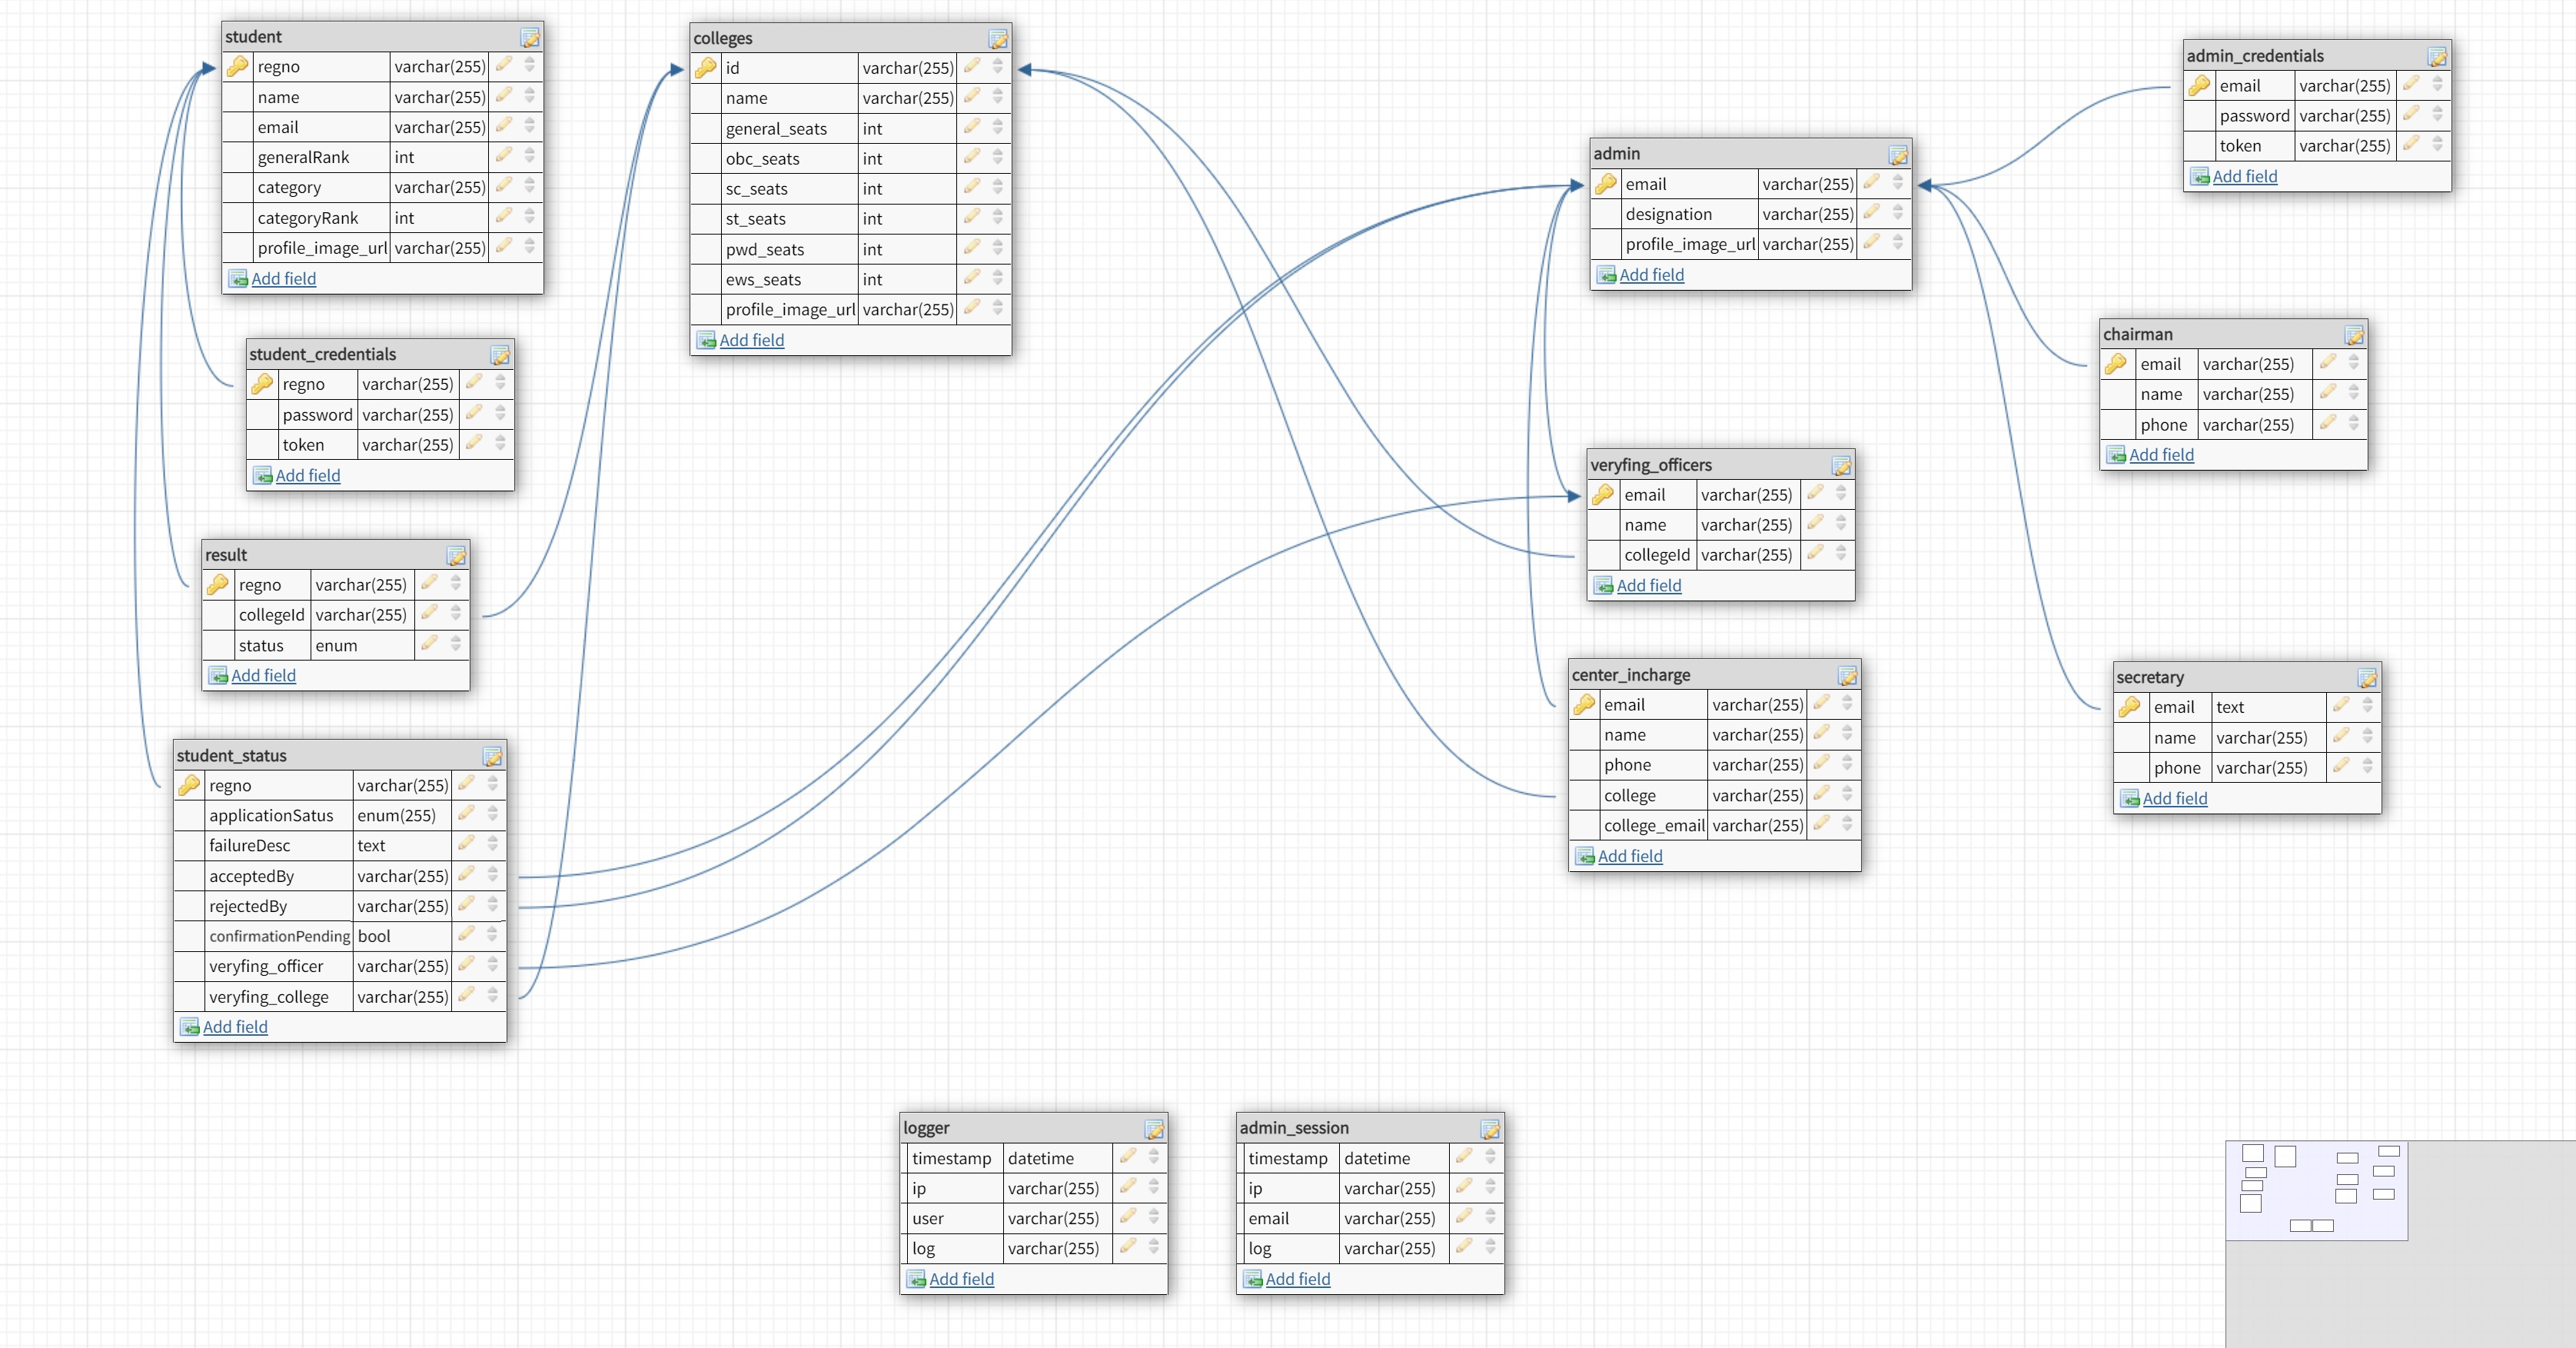 student
regno varchar(255)
name varchar(255)
email varchar(255)
generalRank int
category varchar(255)
categoryRank int
profile_image_url varchar(255)
Add field
student_credentials
regno varchar(255)
password varchar(255)
token varchar(255)
Add field
result
regno varchar(255)
collegeId varchar(255)
status enum
Add field
student_status
regno varchar(255)
applicationSatus enum(255)
failureDesc text
acceptedBy varchar(255)
rejectedBy varchar(255)
confirmationPending bool
veryfing_officer varchar(255)
veryfing_college varchar(255)
Add field
colleges
id varchar(255)
name varchar(255)
general_seats int
obc_seats int
sc_seats int
st_seats int
pwd_seats int
ews_seats int
profile_image_url varchar(255)
Add field
admin
email varchar(255)
designation varchar(255)
profile_image_url varchar(255)
Add field
veryfing_officers
email varchar(255)
name varchar(255)
collegeId varchar(255)
Add field
center_incharge
email varchar(255)
name varchar(255)
phone varchar(255)
college varchar(255)
college_email varchar(255)
Add field
admin_credentials
email varchar(255)
password varchar(255)
token varchar(255)
Add field
chairman
email varchar(255)
name varchar(255)
phone varchar(255)
Add field
secretary
email text
name varchar(255)
phone varchar(255)
Add field
logger
timestamp datetime
ip varchar(255)
user varchar(255)
log varchar(255)
Add field
admin_session
timestamp datetime
ip varchar(255)
email varchar(255)
log varchar(255)
Add field